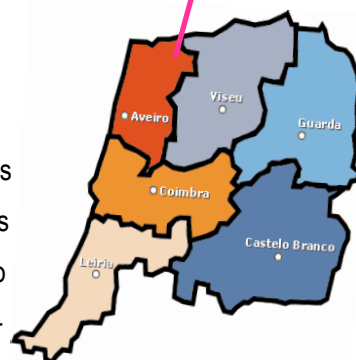 Viseu
Aveiro
Guarda
s
Coimbra
s
Castelo Branco
Leiria
o